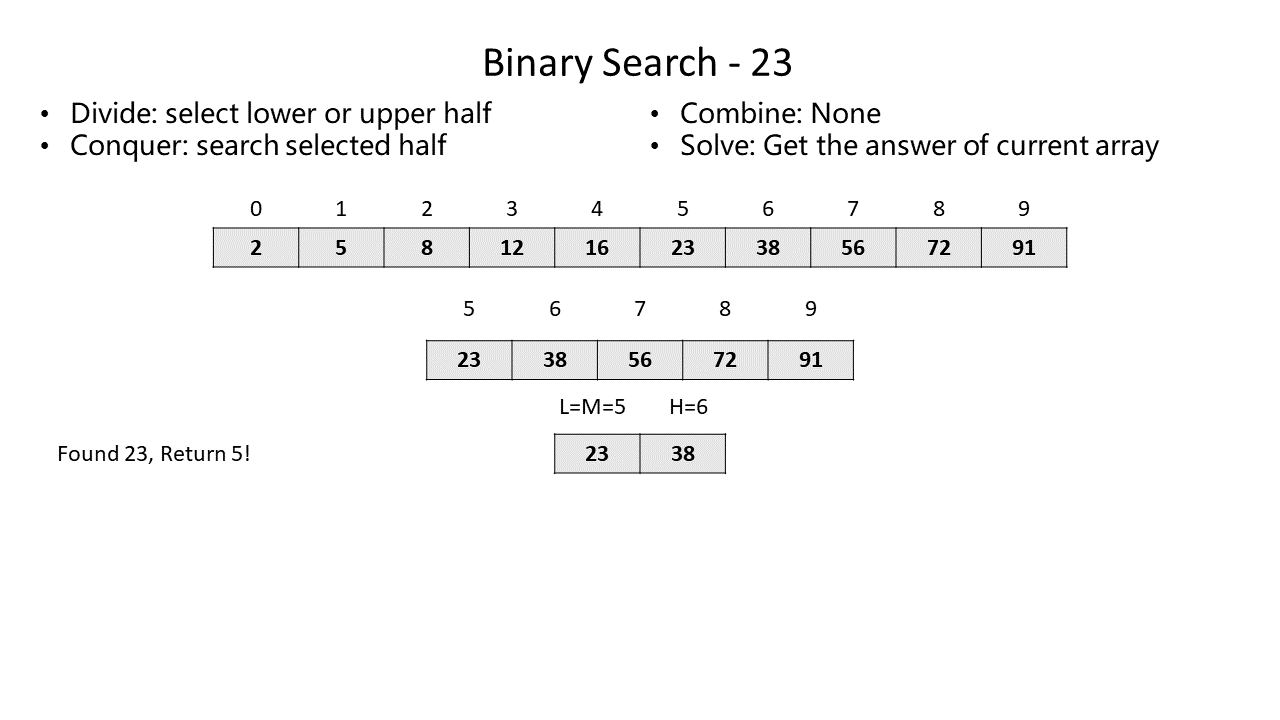 Binary Search - 23
• Divide: select lower or upper half
• Conquer: search selected half
• Combine: None
• Solve: Get the answer of current array
0 1 2 3 4 5 6 7 8 9
2 5 8 12 16 23 38 56 72 91
5 6 7 8 9
23 38 56 72 91
L=M=5 H=6
Found 23, Return 5! 23 38